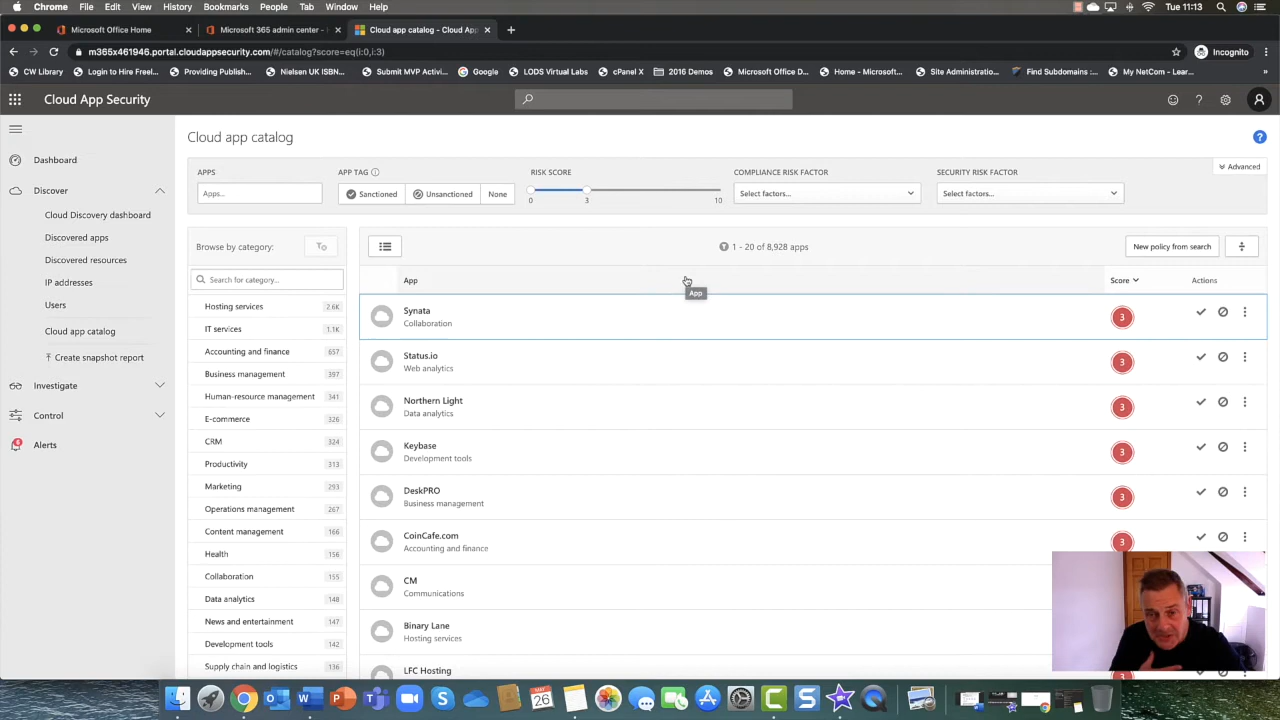 Chrome File Edit View History Bookmarks People Tab Window Help
Tue 11:13
Microsoft Office Home
Microsoft 365 admin center -
Cloud app catalog - Cloud App
m365x461946.portal.cloudappsecurity.com/#/catalog?score=eq(i:0,i:3)
Incognito
CW Library
Login to Hire Freel...
Providing Publish...
Nielsen UK ISBN...
Submit MVP Activi...
Google
LODS Virtual Labs
cPanel X
2016 Demos
Microsoft Office D...
Home - Microsoft...
Site Administratio...
Find Subdomains :...
My NetCom - Lear...
»
Cloud App Security
Cloud app catalog
Advanced
APPS
Apps...
APP TAG
Sanctioned
Unsanctioned
None
RISK SCORE
0 3 10
COMPLIANCE RISK FACTOR
Select factors...
SECURITY RISK FACTOR
Select factors...
Dashboard
Discover
Cloud Discovery dashboard
Discovered apps
Discovered resources
IP addresses
Users
Cloud app catalog
Create snapshot report
Investigate
Control
Alerts
Browse by category:
Search for category...
Hosting services 2.6K
IT services 1.1K
Accounting and finance 657
Business management 397
Human-resource management 341
E-commerce 326
CRM 324
Productivity 313
Marketing 293
Operations management 267
Content management 166
Health 156
Collaboration 155
Data analytics 148
News and entertainment 147
Development tools 142
Supply chain and logistics 136
1 - 20 of 8,928 apps
New policy from search
App
Score
Actions
App
Synata
Collaboration
3
Status.io
Web analytics
3
Northern Light
Data analytics
3
Keybase
Development tools
3
DeskPRO
Business management
3
CoinCafe.com
Accounting and finance
3
CM
Communications
Binary Lane
Hosting services
LFC Hosting
MAY
26